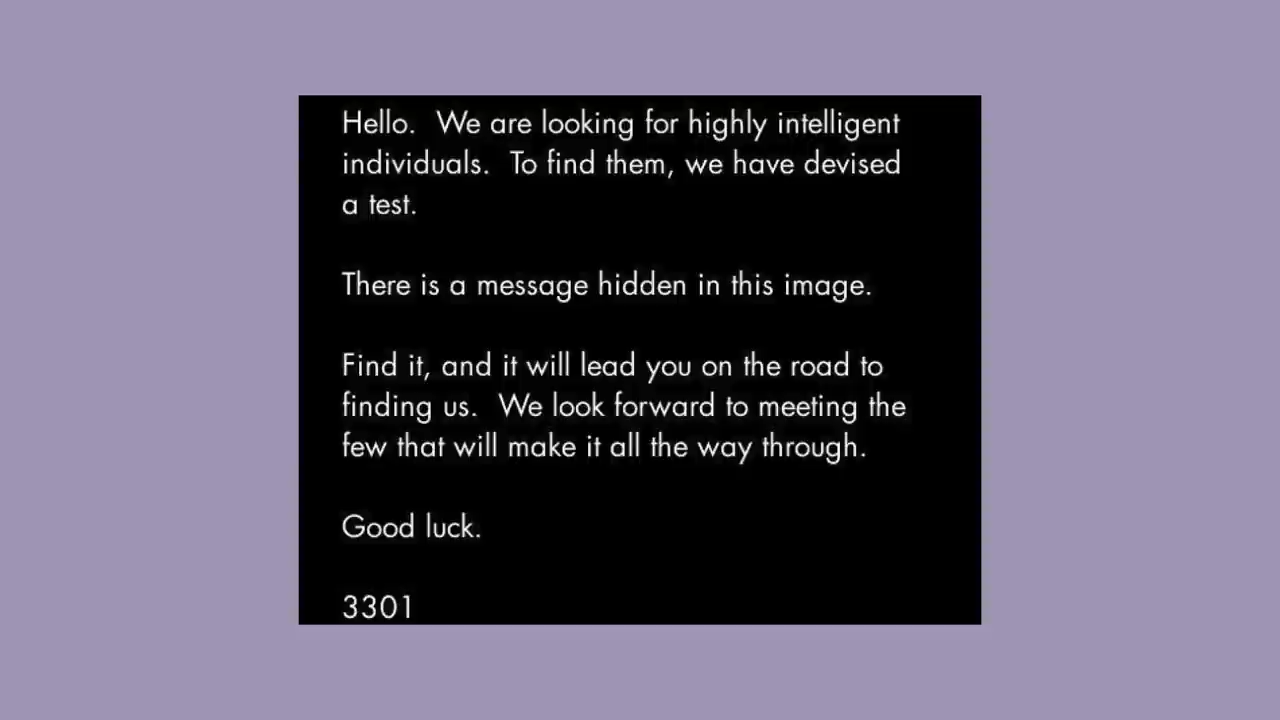 Hello.  We are looking for highly intelligent
individuals.  To find them, we have devised
a test.
There is a message hidden in this image.
Find it, and it will lead you on the road to
finding us.  We look forward to meeting the
few that will make it all the way through.
Good luck.
3301